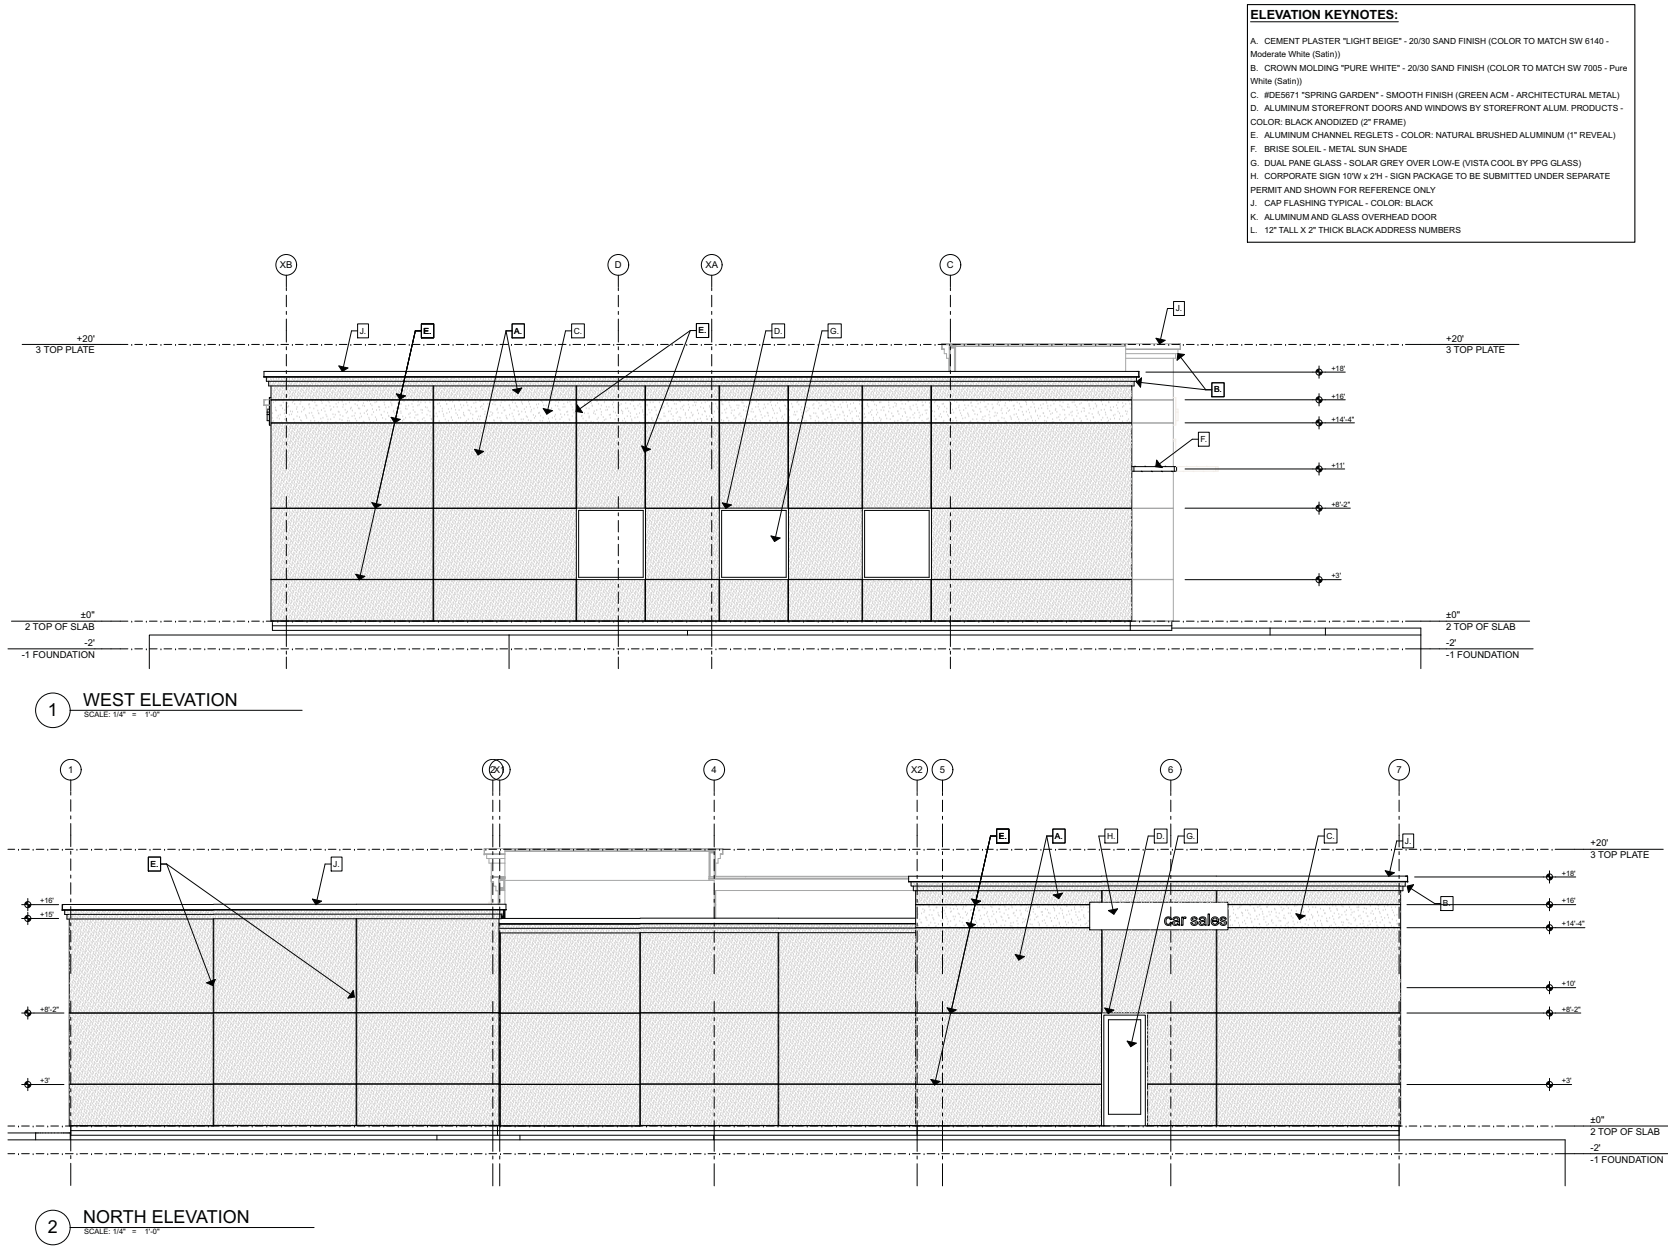 ELEVATION KEYNOTES:
A. CEMENT PLASTER "LIGHT BEIGE" - 20/30 SAND FINISH (COLOR TO MATCH SW 6140 -
Moderate White (Satin))
B. CROWN MOLDING "PURE WHITE" - 20/30 SAND FINISH (COLOR TO MATCH SW 7005 - Pure
White (Satin))
C. #DE5671 "SPRING GARDEN" - SMOOTH FINISH (GREEN ACM - ARCHITECTURAL METAL)
D. ALUMINUM STOREFRONT DOORS AND WINDOWS BY STOREFRONT ALUM. PRODUCTS -
COLOR: BLACK ANODIZED (2" FRAME)
E. ALUMINUM CHANNEL REGLETS - COLOR: NATURAL BRUSHED ALUMINUM (1" REVEAL)
F. BRISE SOLEIL - METAL SUN SHADE
G. DUAL PANE GLASS - SOLAR GREY OVER LOW-E (VISTA COOL BY PPG GLASS)
H. CORPORATE SIGN 10'W x 2'H - SIGN PACKAGE TO BE SUBMITTED UNDER SEPARATE
PERMIT AND SHOWN FOR REFERENCE ONLY
J. CAP FLASHING TYPICAL - COLOR: BLACK
K. ALUMINUM AND GLASS OVERHEAD DOOR
L. 12" TALL X 2" THICK BLACK ADDRESS NUMBERS
XB D XA C
J.
J. E. A. C. E. D. G.
+20' +20'
3 TOP PLATE 3 TOP PLATE
+18'
B.
+16'
+14'-4"
F.
+11'
+8'-2"
+3'
±0" ±0"
2 TOP OF SLAB 2 TOP OF SLAB
-2' -2'
-1 FOUNDATION -1 FOUNDATION
1 WEST ELEVATION
SCALE: 1/4" = 1'-0"
1 2 X1 4 X2 5 6 7
E. A. H. D. G. C. J.
+20'
3 TOP PLATE
E. J.
+18'
+16' B. +16'
+15'
car sales
+14'-4"
+10'
+8'-2" +8'-2"
+3' +3'
±0"
2 TOP OF SLAB
-2'
-1 FOUNDATION
2 NORTH ELEVATION
SCALE: 1/4" = 1'-0"